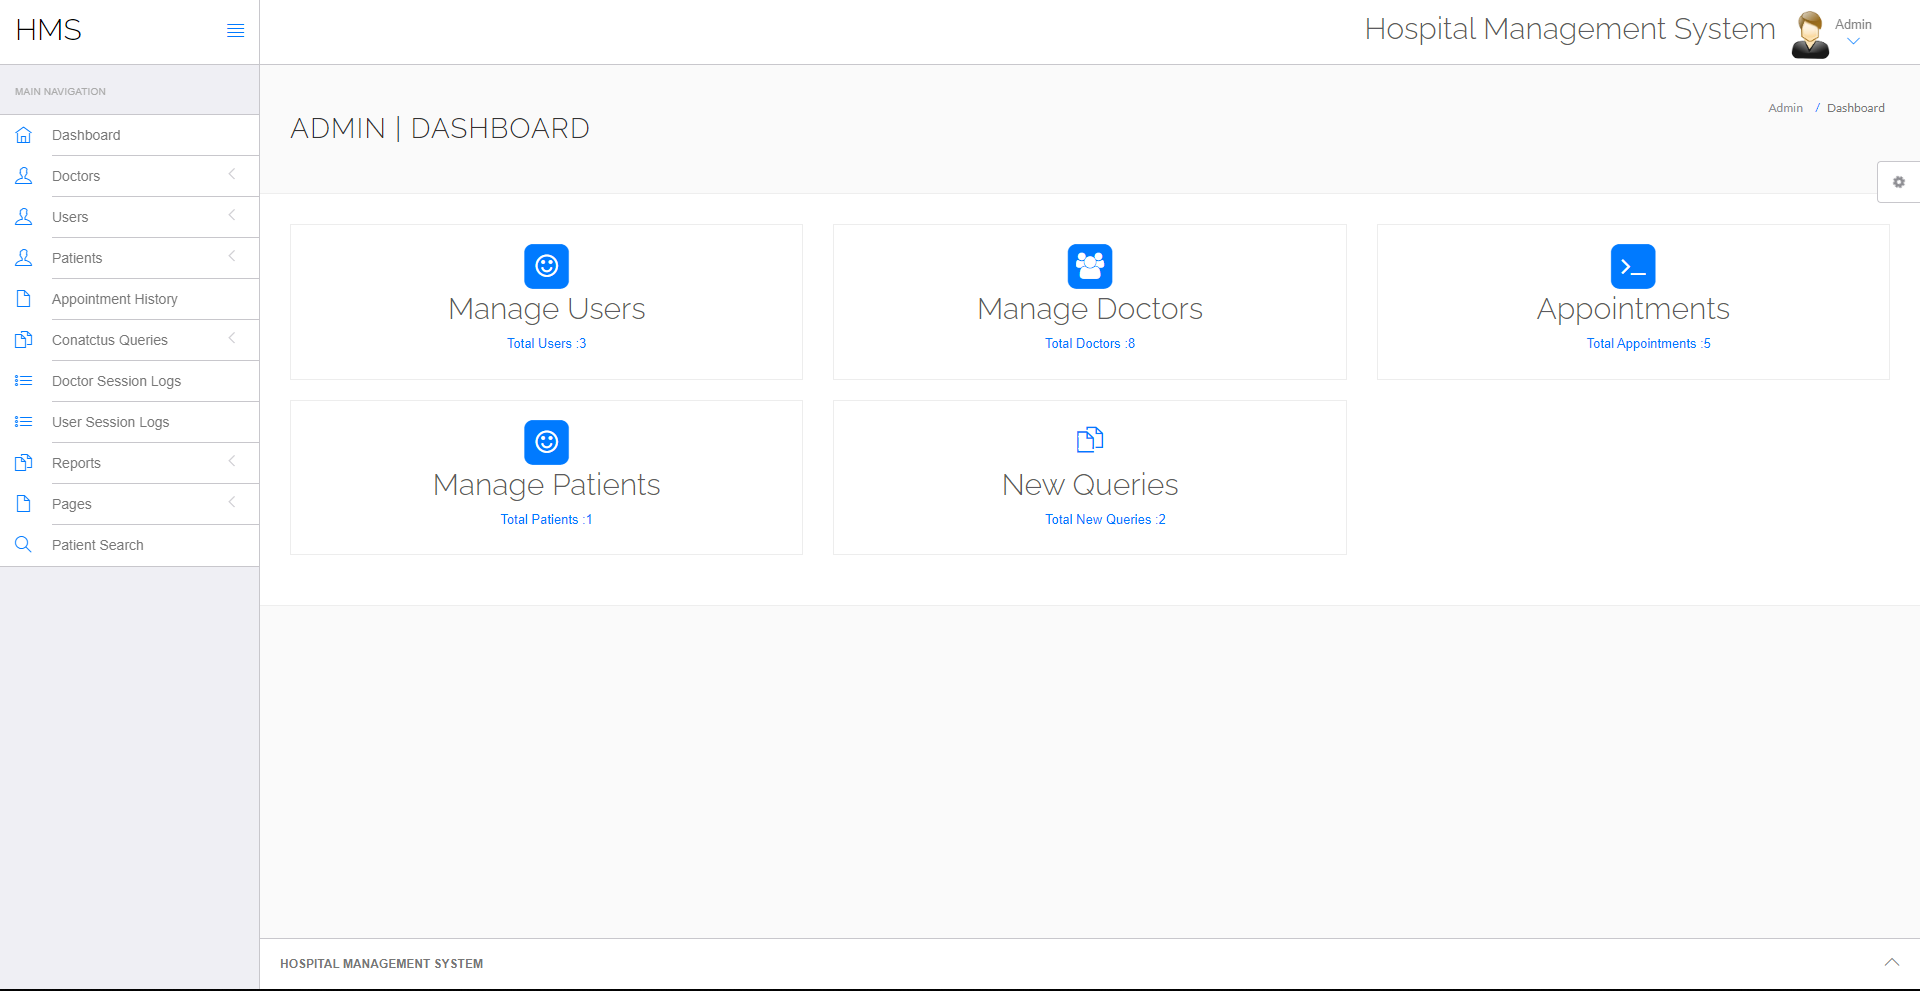 HMS
Hospital Management System
Admin
MAIN NAVIGATION
Dashboard
Doctors
Users
Patients
Appointment History
Conatctus Queries
Doctor Session Logs
User Session Logs
Reports
Pages
Patient Search
ADMIN | DASHBOARD
Admin / Dashboard
Manage Users
Total Users :3
Manage Doctors
Total Doctors :8
Appointments
Total Appointments :5
Manage Patients
Total Patients :1
New Queries
Total New Queries :2
HOSPITAL MANAGEMENT SYSTEM